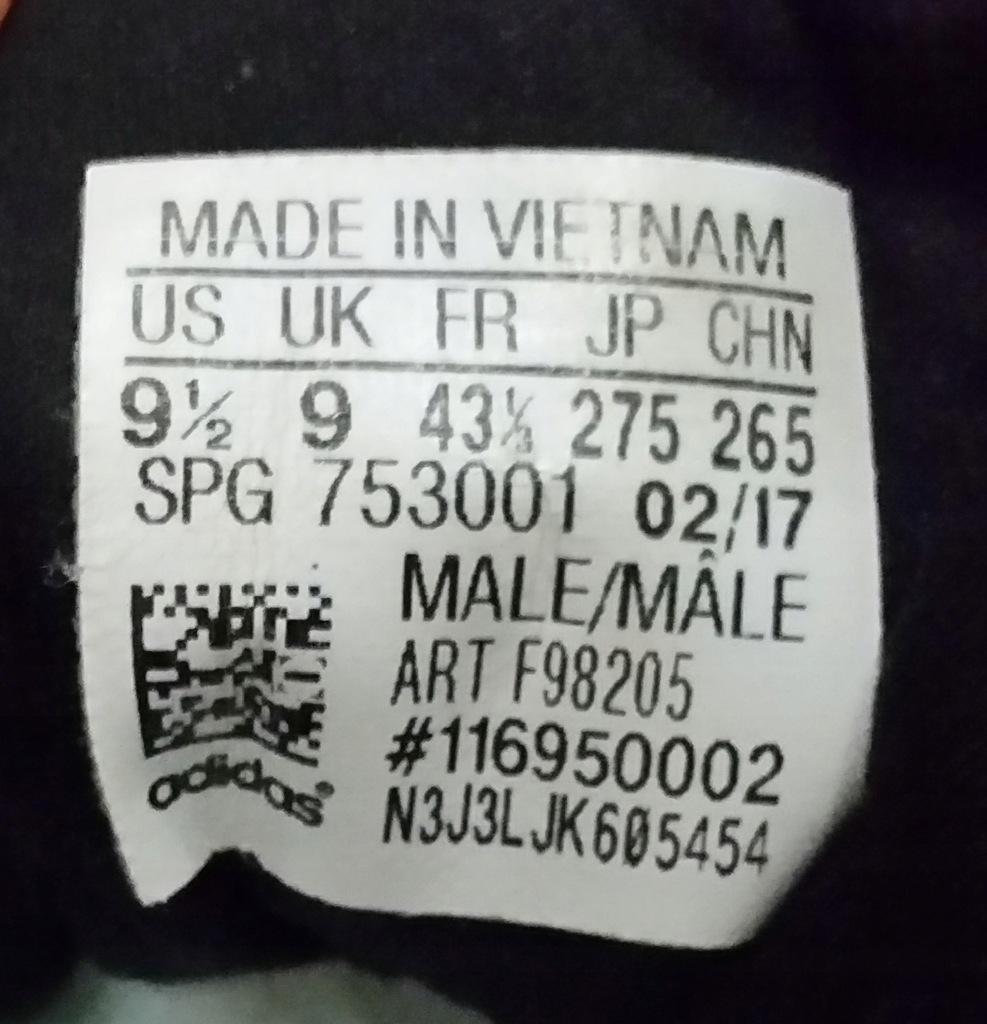 MADE IN VIETNAM
US UK FR JP CHN
9½ 9 43⅓ 275 265
SPG 753001 02/17
MALE/MÂLE
ART F98205
#116950002
N3J3LJK605454
adidas®